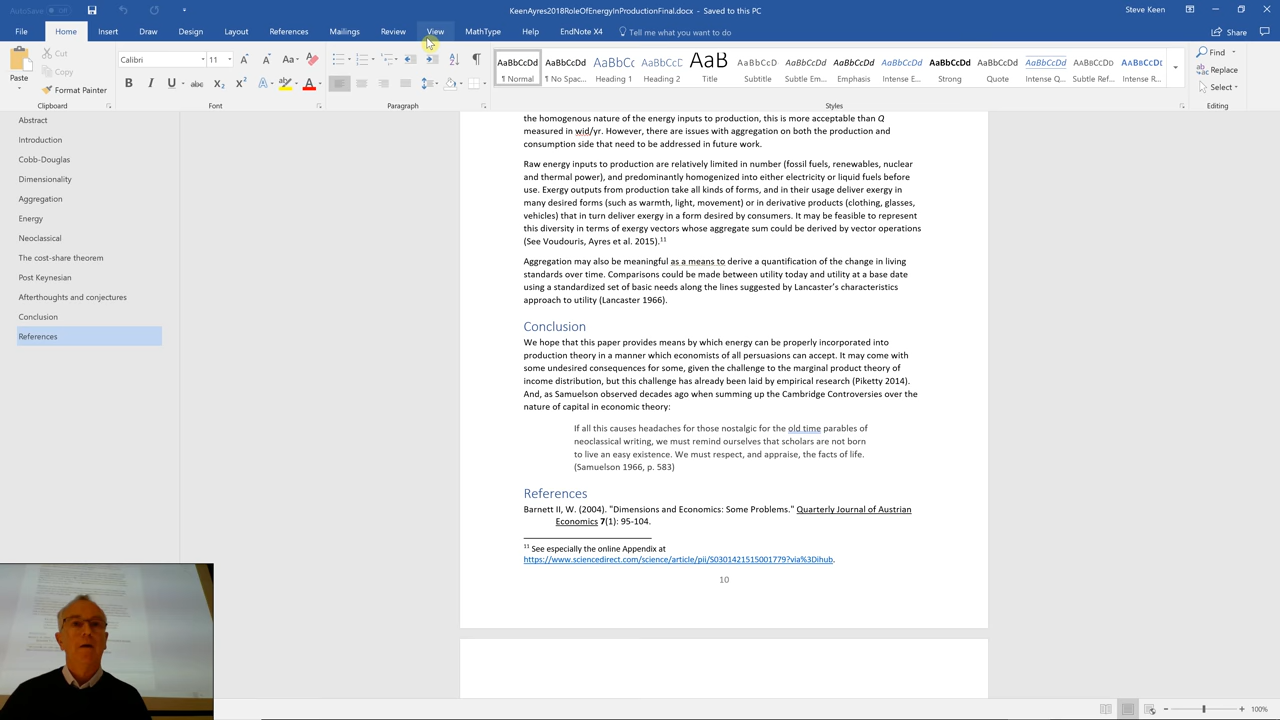 AutoSave
Off
KeenAyres2018RoleOfEnergyInProductionFinal.docx - Saved to this PC
Steve Keen
File Home Insert Draw Design Layout References Mailings Review View MathType Help EndNote X4 Tell me what you want to do Share
Paste
Cut
Copy
Format Painter
Clipboard
Calibri 11
Font
Paragraph
AaBbCcDd AaBbCcDd AaBbCc AaBbCcD AaB AaBbCcD AaBbCcDd AaBbCcDd AaBbCcDd AaBbCcDd AaBbCcDd AaBbCcDd AaBbCcDd AaBbCcDd
¶ Normal ¶ No Spac... Heading 1 Heading 2 Title Subtitle Subtle Em... Emphasis Intense E... Strong Quote Intense Q... Subtle Ref... Intense R...
Styles
Find
Replace
Select
Editing
Abstract
Introduction
Cobb-Douglas
Dimensionality
Aggregation
Energy
Neoclassical
The cost-share theorem
Post Keynesian
Afterthoughts and conjectures
Conclusion
References
the homogenous nature of the energy inputs to production, this is more acceptable than Q
measured in wid/yr. However, there are issues with aggregation on both the production and
consumption side that need to be addressed in future work.
Raw energy inputs to production are relatively limited in number (fossil fuels, renewables, nuclear
and thermal power), and predominantly homogenized into either electricity or liquid fuels before
use. Exergy outputs from production take all kinds of forms, and in their usage deliver exergy in
many desired forms (such as warmth, light, movement) or in derivative products (clothing, glasses,
vehicles) that in turn deliver exergy in a form desired by consumers. It may be feasible to represent
this diversity in terms of exergy vectors whose aggregate sum could be derived by vector operations
(See Voudouris, Ayres et al. 2015).11
Aggregation may also be meaningful as a means to derive a quantification of the change in living
standards over time. Comparisons could be made between utility today and utility at a base date
using a standardized set of basic needs along the lines suggested by Lancaster's characteristics
approach to utility (Lancaster 1966).
Conclusion
We hope that this paper provides means by which energy can be properly incorporated into
production theory in a manner which economists of all persuasions can accept. It may come with
some undesired consequences for some, given the challenge to the marginal product theory of
income distribution, but this challenge has already been laid by empirical research (Piketty 2014).
And, as Samuelson observed decades ago when summing up the Cambridge Controversies over the
nature of capital in economic theory:
If all this causes headaches for those nostalgic for the old time parables of
neoclassical writing, we must remind ourselves that scholars are not born
to live an easy existence. We must respect, and appraise, the facts of life.
(Samuelson 1966, p. 583)
References
Barnett II, W. (2004). "Dimensions and Economics: Some Problems." Quarterly Journal of Austrian
Economics 7(1): 95-104.
11 See especially the online Appendix at
https://www.sciencedirect.com/science/article/pii/S0301421515001779?via%3Dihub.
10
100%